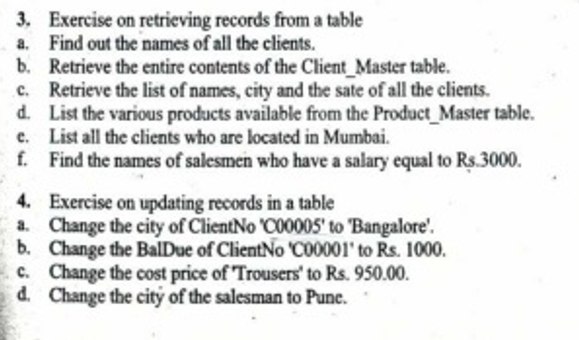 3. Exercise on retrieving records from a table
a. Find out the names of all the clients.
b. Retrieve the entire contents of the Client_Master table.
c. Retrieve the list of names, city and the sate of all the clients.
d. List the various products available from the Product_Master table.
e. List all the clients who are located in Mumbai.
f. Find the names of salesmen who have a salary equal to Rs.3000.
4. Exercise on updating records in a table
a. Change the city of ClientNo 'C00005' to 'Bangalore'.
b. Change the BalDue of ClientNo 'C00001' to Rs. 1000.
c. Change the cost price of 'Trousers' to Rs. 950.00.
d. Change the city of the salesman to Pune.